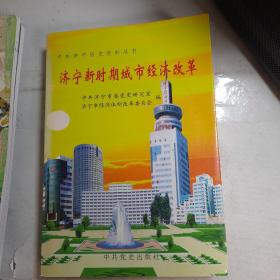 中共济宁历史资料丛书
济宁新时期城市经济改革
中共济宁市委党史研究室
济宁市经济体制改革委员会
编
中共党史出版社